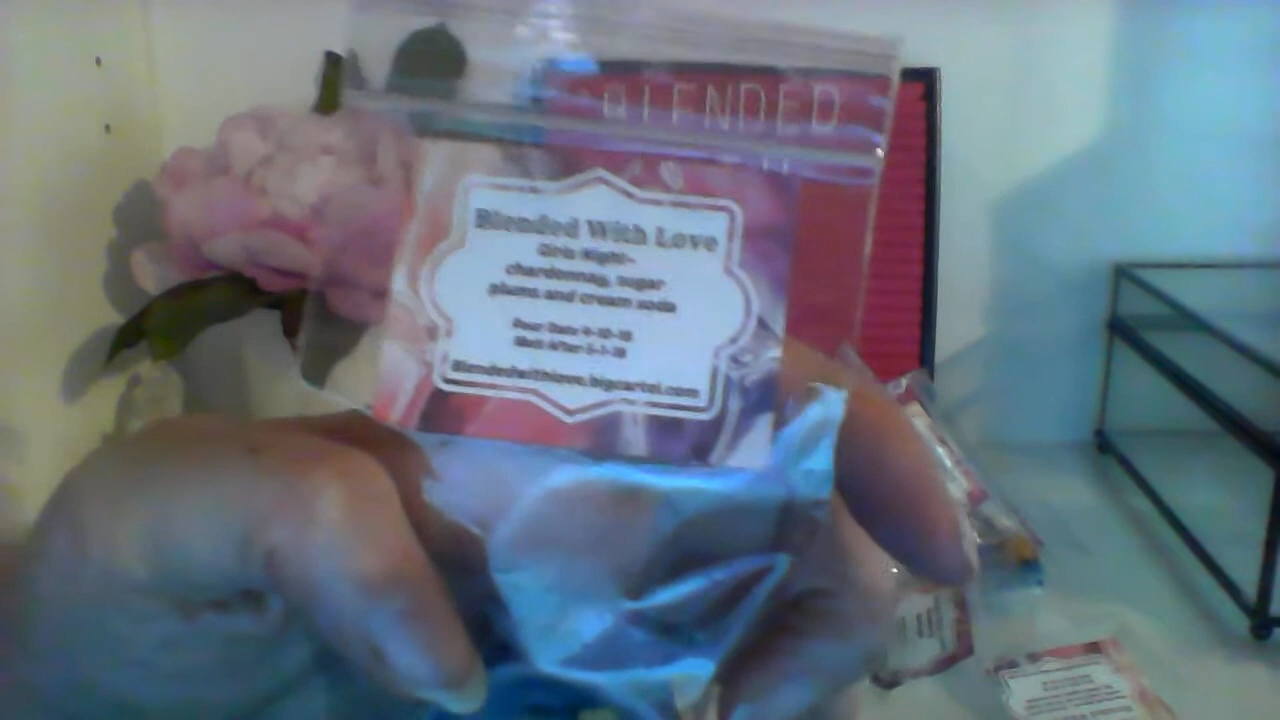 BLENDED
Blended With Love
Girls Night-
chardonnay, sugar
plums and cream soda
Pour Date 4-10-18
Melt After 5-1-18
Blendedwithlove.bigcartel.com